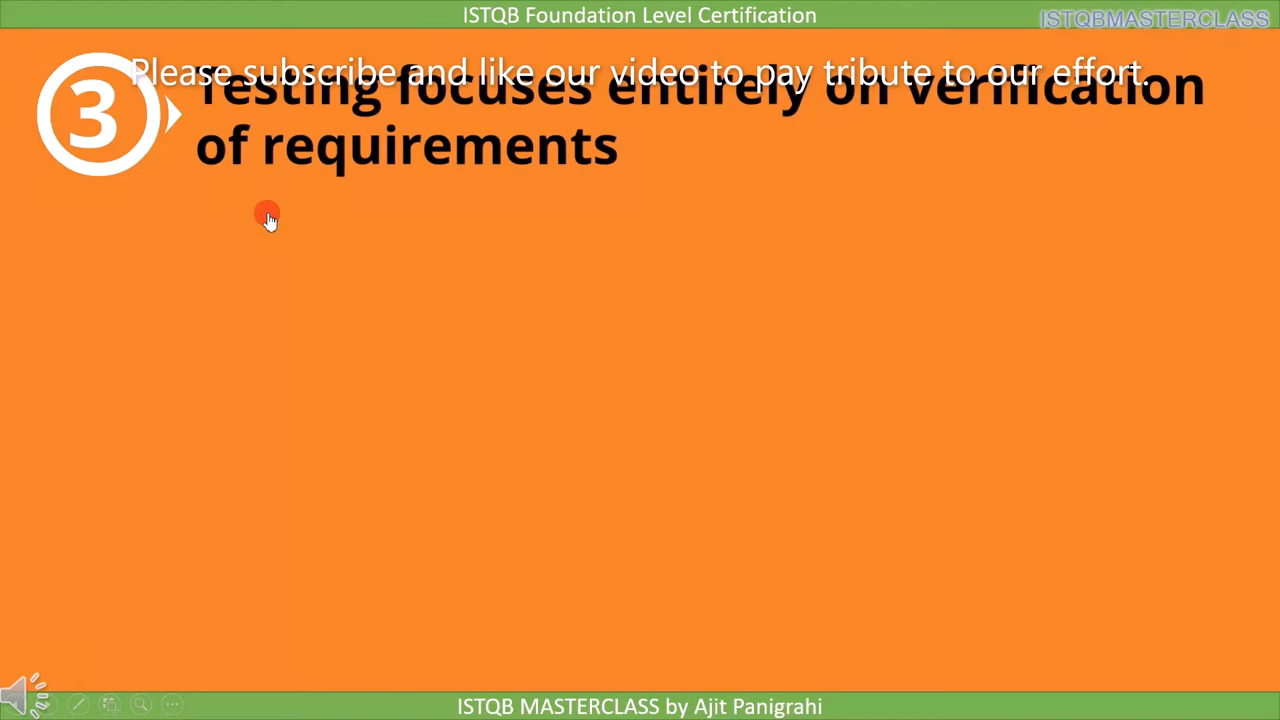 ISTQB Foundation Level Certification
ISTQBMASTERCLASS
Please subscribe and like our video to pay tribute to our effort.
3
Testing focuses entirely on verification
of requirements
ISTQB MASTERCLASS by Ajit Panigrahi